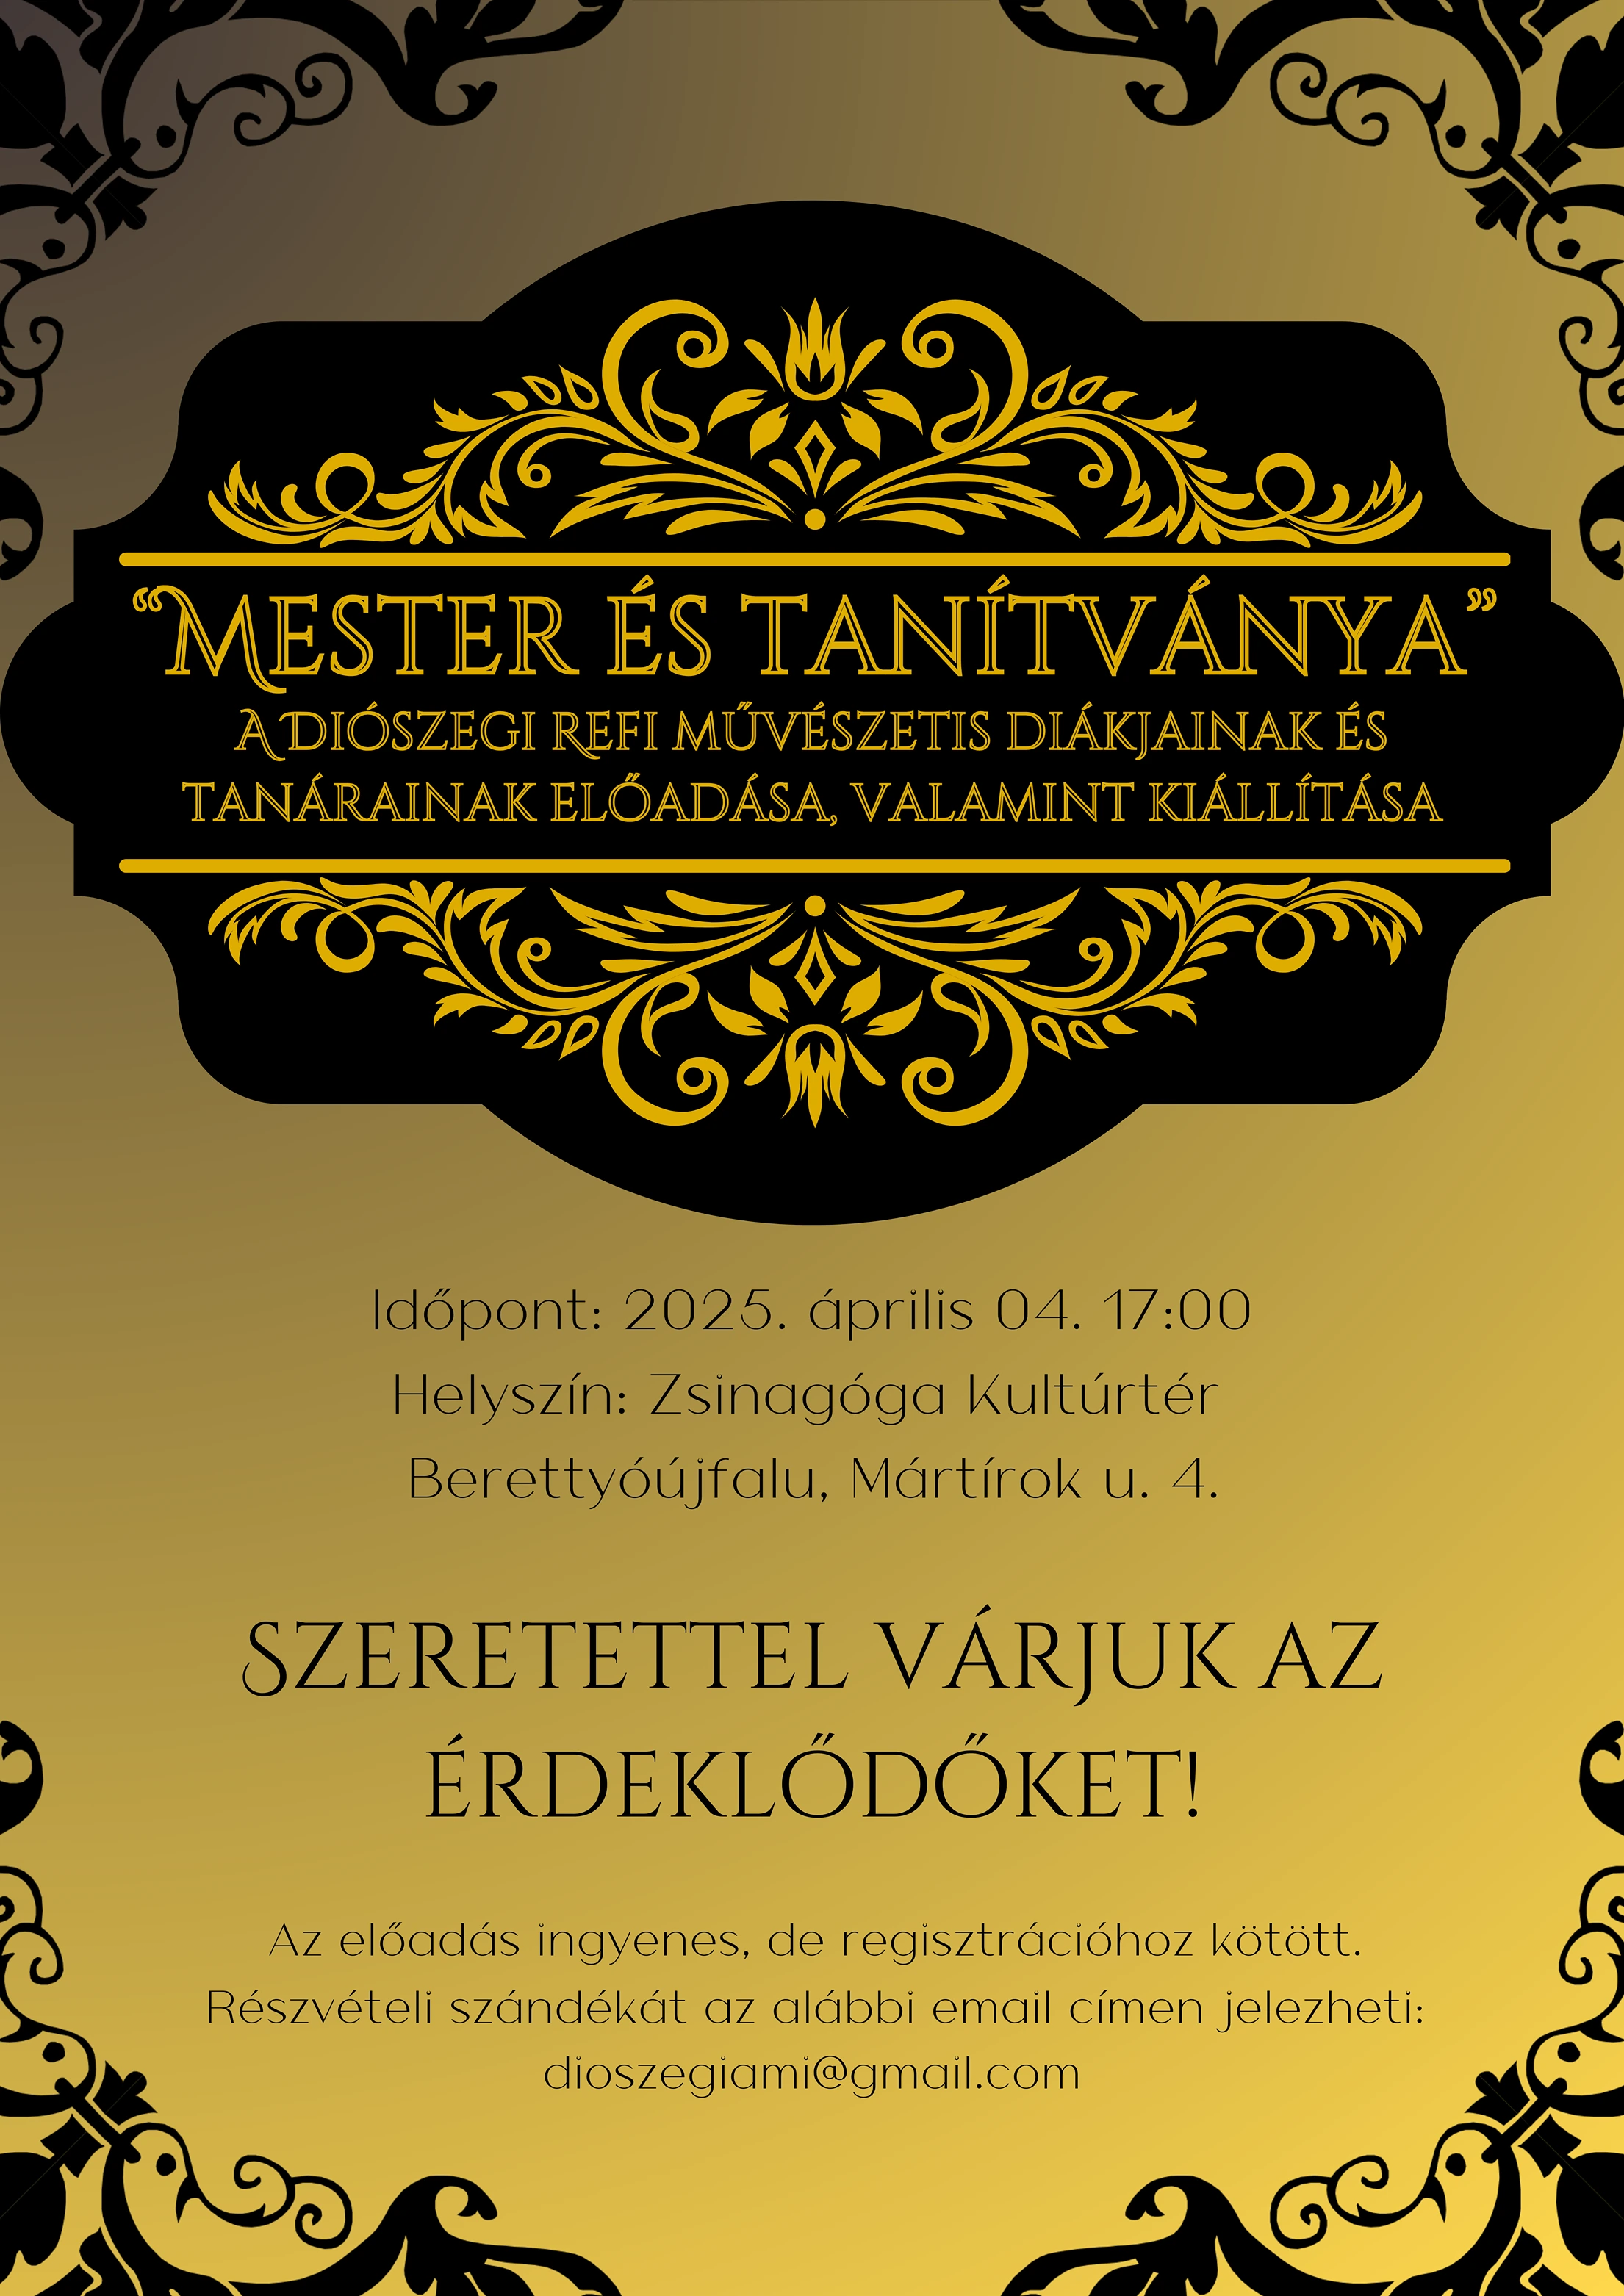 “Mester és tanítványa”
A Diószegi Refi Művészetis diákjainak és
tanárainak előadása, valamint kiállítása
Időpont: 2025. április 04. 17:00
Helyszín: Zsinagóga Kultúrtér
Berettyóújfalu, Mártírok u. 4.
Szeretettel várjuk az
érdeklődőket!
Az előadás ingyenes, de regisztrációhoz kötött.
Részvételi szándékát az alábbi email címen jelezheti:
dioszegiami@gmail.com